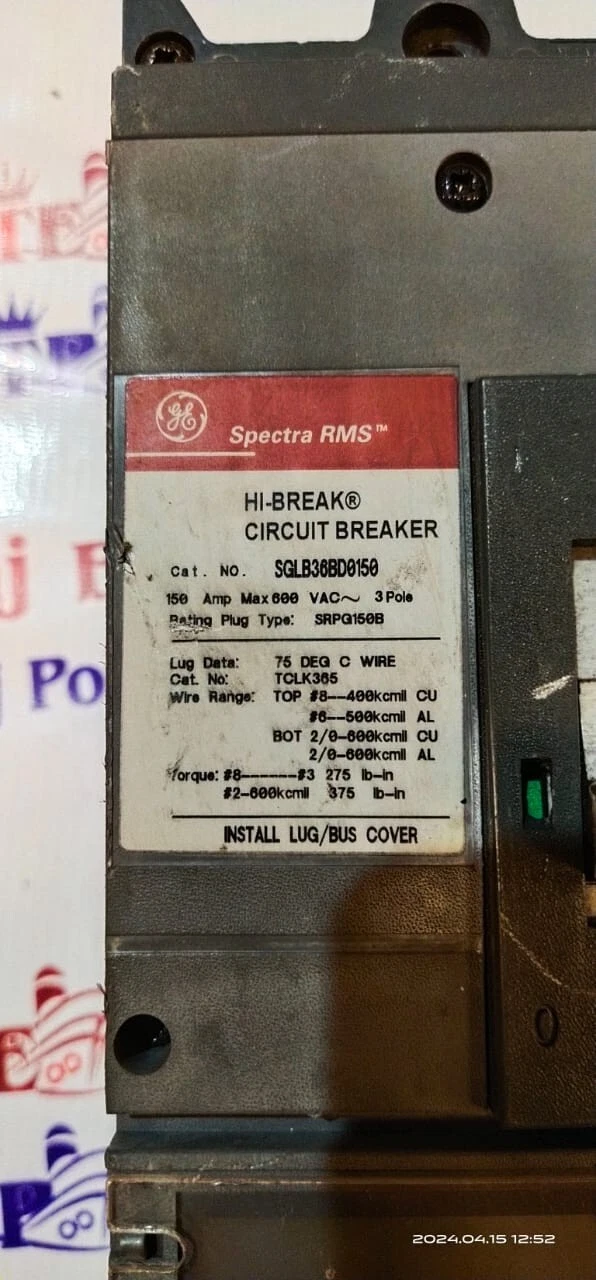 GE
Spectra RMS™
HI-BREAK®
CIRCUIT BREAKER
Cat. NO. SGLB36BD0150
150 Amp Max 600 VAC~ 3 Pole
Rating Plug Type: SRPG150B
Lug Data: 75 DEG C WIRE
Cat. No: TCLK365
Wire Range: TOP #8--400kcmil CU
#6--500kcmil AL
BOT 2/0-600kcmil CU
2/0-600kcmil AL
Torque: #8------#3 275 lb-in
#2-600kcmil 375 lb-in
INSTALL LUG/BUS COVER
O
j
Po
2024.04.15 12:52